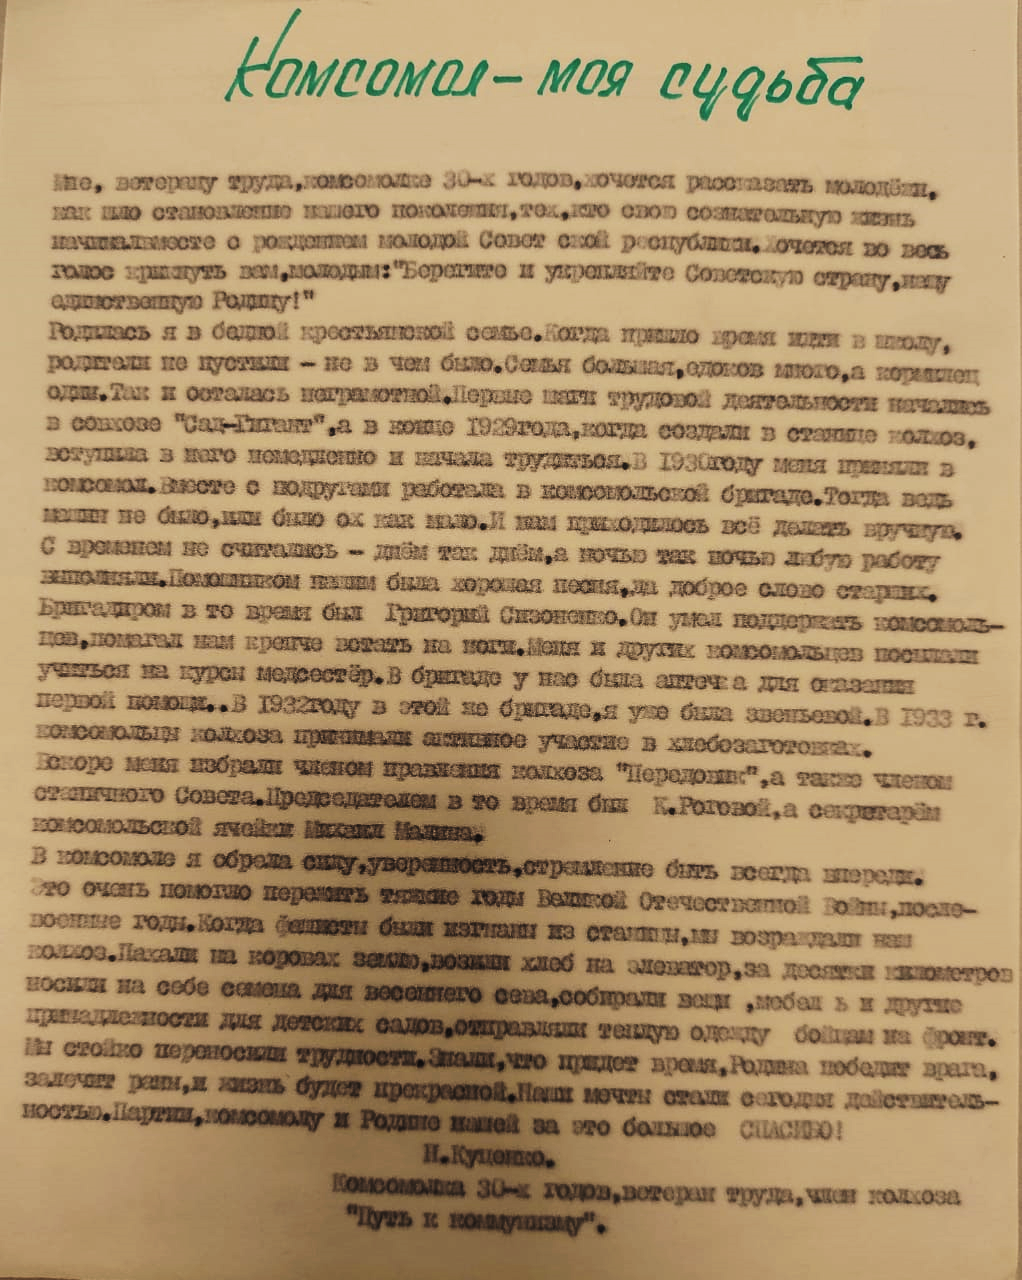 Комсомол – моя судьба
Мне, ветерану труда,комсомолке 30-х годов,хочется рассказать молодёжи,
как шло становление нашего поколения,тех,кто свою сознательную жизнь
начинал вместе с рождением молодой Совет ской республики.Хочется во весь
голос крикнуть вам,молодым:"Берегите и укрепляйте Советскую страну,нашу
единственную Родину!"
Родилась я в бедной крестьянской семье.Когда пришло время идти в школу,
родители не пустили – не в чем было.Семья большая,едоков много,а кормилец
один.Так и осталась неграмотной.Первые шаги трудовой деятельности начались
в совхозе "Сад-Гигант",а в конце 1929года,когда создали в станице колхоз,
вступила в него немедленно и начала трудиться.В 1930году меня приняли в
комсомол.Вместе с подругами работала в комсомольской бригаде.Тогда ведь
машин не было,или было ох как мало.И нам приходилось всё делать вручную.
С временем не считались – днём так днём,а ночью так ночью любую работу
выполняли.Помощником нашим была хорошая песня,да доброе слово старших.
Бригадиром в то время был Григорий Сизоненко.Он умел поддержать комсомоль-
цев,помагал нам крепче встать на ноги.Меня и других комсомольцев посылали
учиться на курсы медсестёр.В бригаде у нас была аптечка для оказания
первой помощи..В 1932году в этой же бригаде,я уже была звеньевой.В 1933 г.
комсомольцы колхоза принимали активное участие в хлебозаготовках.
Вскоре меня избрали членом правления колхоза "Передовик",а также членом
станичного Совета.Председателем в то время был К.Роговой,а секретарём
комсомольской ячейки Михаил Малина.
В комсомоле я обрела силу,уверенность,стремление быть всегда впереди.
Это очень помогло пережить тяжкие годы Великой Отечественной Войны,после-
военные годы.Когда фашисты были изгнаны из станицы,мы возраждали наш
колхоз.Пахали на коровах землю,возили хлеб на элеватор,за десятки километров
носили на себе семена для весеннего сева,собирали вещи ,мебел ь и другие
принадлежности для детских садов,отправляли теплую одежду бойцам на фронт.
Мы стойко переносили трудности.Знали,что придет время,Родина победит врага,
залечит раны,и жизнь будет прекрасной.Наши мечты стали сегодня действитель-
ностью.Партии,комсомолу и Родине нашей за это большое СПАСИБО!
Н.Куценко.
Комсомолка 30-х годов,ветеран труда,член колхоза
"Путь к коммунизму".